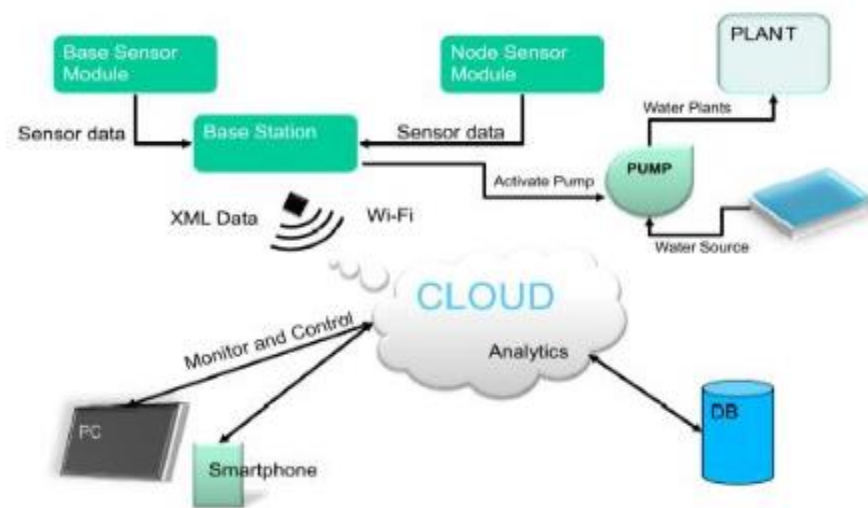 Base Sensor
Module
Node Sensor
Module
PLANT
Sensor data
Base Station
Sensor data
Water Plants
PUMP
Activate Pump
XML Data
Wi-Fi
Water Source
CLOUD
Analytics
Monitor and Control
PC
Smartphone
DB